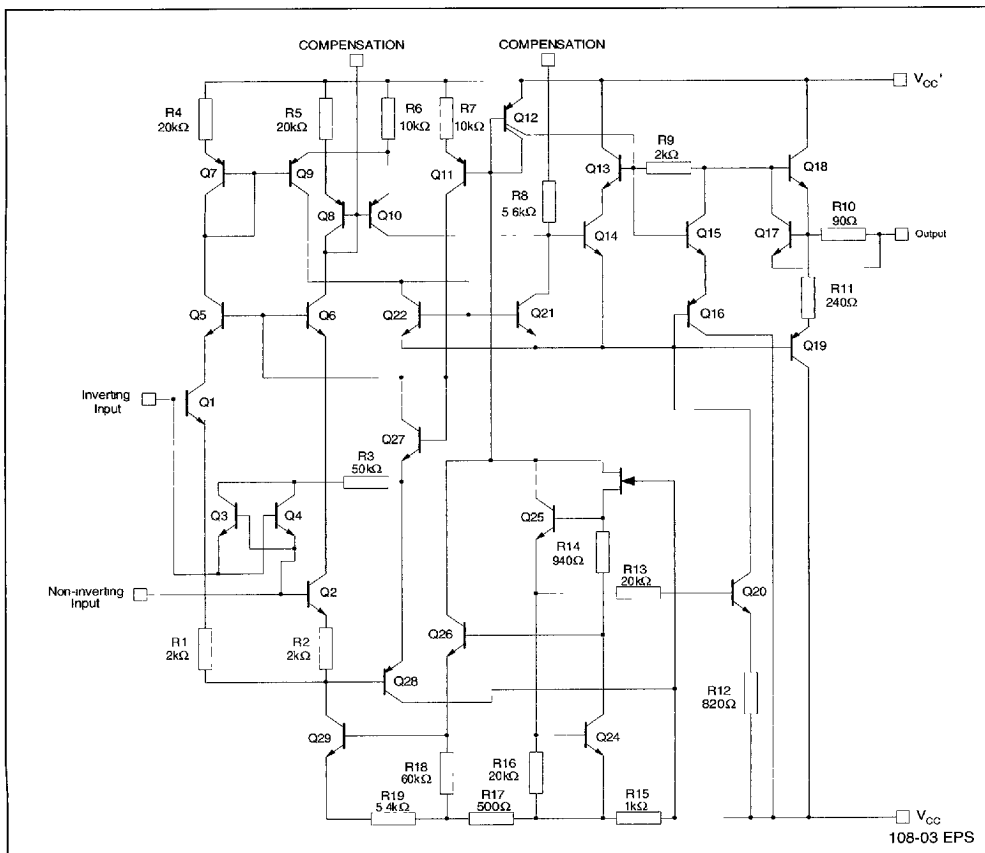 COMPENSATION
COMPENSATION
VCC'
R4
20kΩ
R5
20kΩ
R6
10kΩ
R7
10kΩ
Q12
R9
2kΩ
Q7
Q9
Q11
Q13
Q18
R8
5 6kΩ
R10
90Ω
Q8
Q10
Q14
Q15
Q17
Output
R11
240Ω
Q5
Q6
Q22
Q21
Q16
Q19
Inverting
Input
Q1
Q27
R3
50kΩ
Q3
Q4
Q25
R14
940Ω
R13
20kΩ
Non-inverting
Input
Q2
Q20
R1
2kΩ
R2
2kΩ
Q26
Q28
R12
820Ω
Q29
Q24
R18
60kΩ
R16
20kΩ
R19
5 4kΩ
R17
500Ω
R15
1kΩ
VCC
108-03 EPS